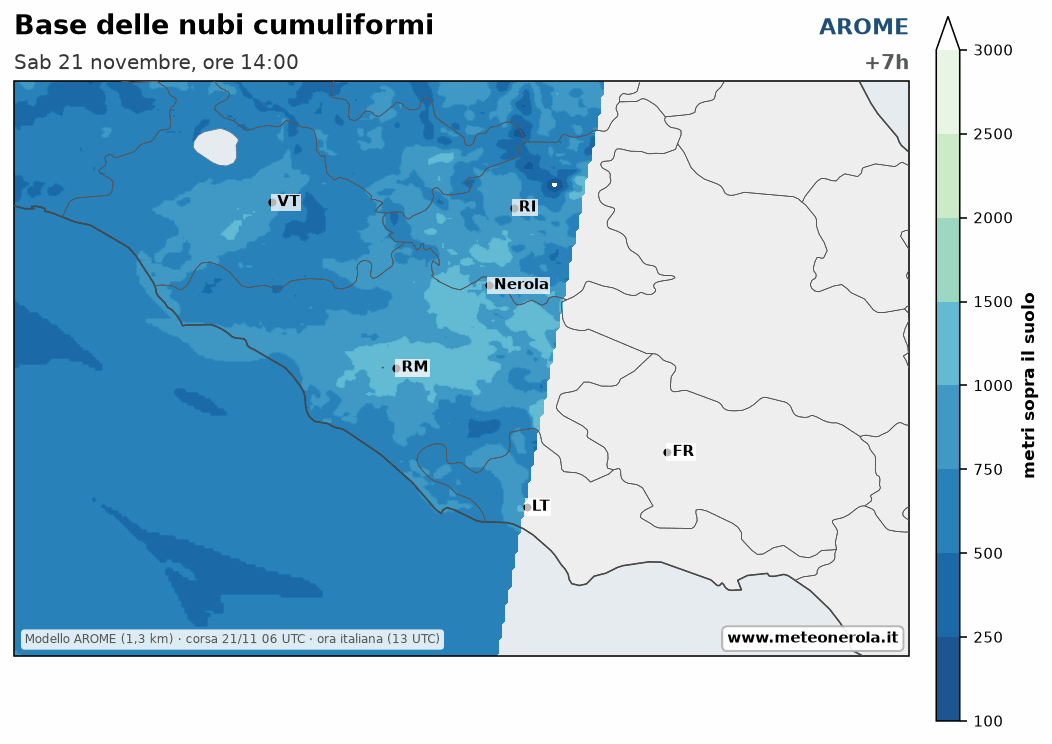 Base delle nubi cumuliformi
AROME
Sab 21 novembre, ore 14:00
+7h
VT
RI
Nerola
RM
FR
LT
Modello AROME (1,3 km) · corsa 21/11 06 UTC · ora italiana (13 UTC)
www.meteonerola.it
3000
2500
2000
1500
1000
750
500
250
100
metri sopra il suolo